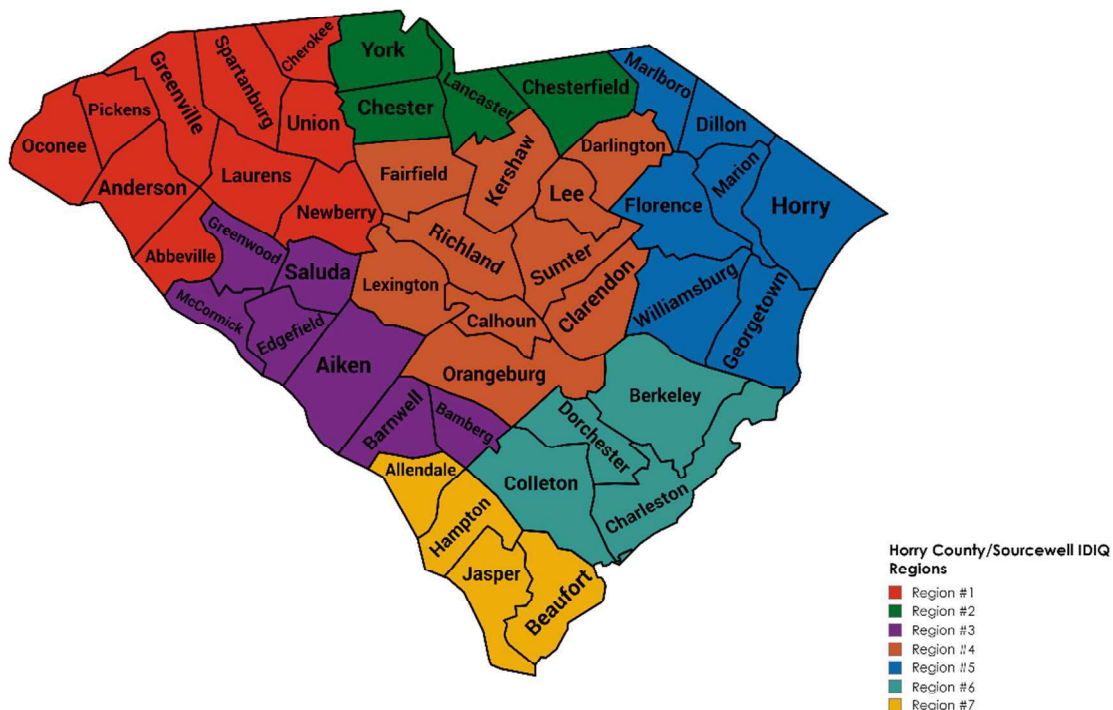 York
Cherokee
Spartanburg
Greenville
Pickens
Oconee
Union
Chester
Lancaster
Chesterfield
Marlboro
Dillon
Darlington
Kershaw
Fairfield
Lee
Marion
Florence
Horry
Anderson
Laurens
Newberry
Abbeville
Greenwood
Saluda
Richland
Sumter
Clarendon
Lexington
Calhoun
Williamsburg
Georgetown
McCormick
Edgefield
Aiken
Orangeburg
Barnwell
Bamberg
Berkeley
Dorchester
Colleton
Charleston
Allendale
Hampton
Jasper
Beaufort
Horry County/Sourcewell IDIQ
Regions
Region #1
Region #2
Region #3
Region #4
Region #5
Region #6
Region #7